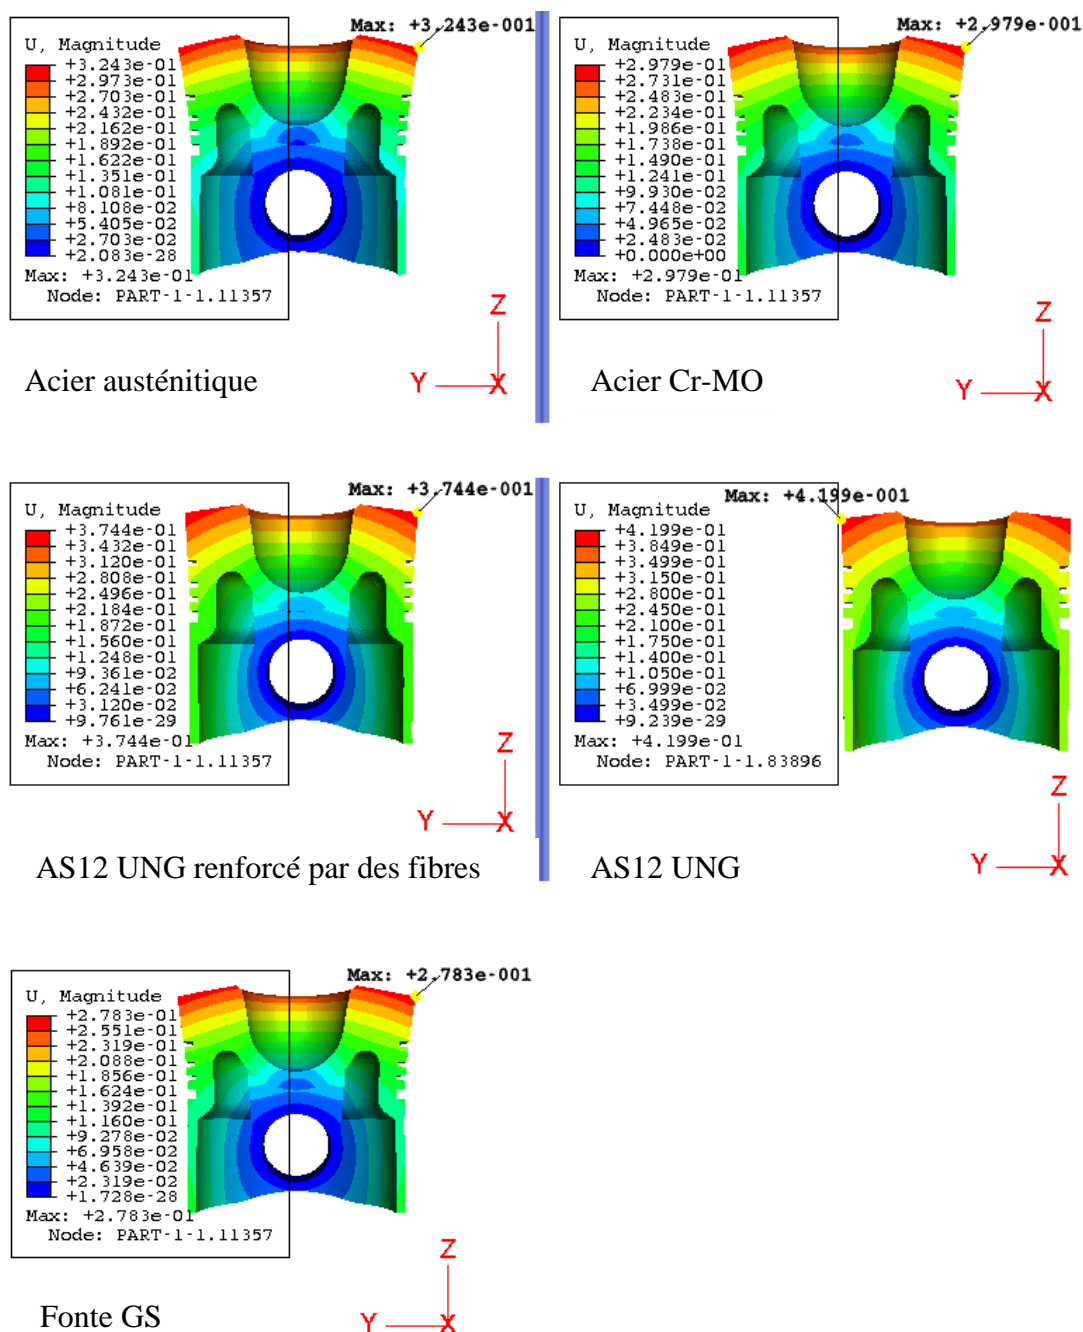 Max: +3.243e-001
U, Magnitude
+3.243e-01
+2.973e-01
+2.703e-01
+2.432e-01
+2.162e-01
+1.892e-01
+1.622e-01
+1.351e-01
+1.081e-01
+8.108e-02
+5.405e-02
+2.703e-02
+2.083e-28
Max: +3.243e-01
Node: PART-1-1.11357
Z
Y
X
Acier austénitique
Max: +2.979e-001
U, Magnitude
+2.979e-01
+2.731e-01
+2.483e-01
+2.234e-01
+1.986e-01
+1.738e-01
+1.490e-01
+1.241e-01
+9.930e-02
+7.448e-02
+4.965e-02
+2.483e-02
+0.000e+00
Max: +2.979e-01
Node: PART-1-1.11357
Z
Y
X
Acier Cr-MO
Max: +3.744e-001
U, Magnitude
+3.744e-01
+3.432e-01
+3.120e-01
+2.808e-01
+2.496e-01
+2.184e-01
+1.872e-01
+1.560e-01
+1.248e-01
+9.361e-02
+6.241e-02
+3.120e-02
+9.761e-29
Max: +3.744e-01
Node: PART-1-1.11357
Z
Y
X
AS12 UNG renforcé par des fibres
Max: +4.199e-001
U, Magnitude
+4.199e-01
+3.849e-01
+3.499e-01
+3.150e-01
+2.800e-01
+2.450e-01
+2.100e-01
+1.750e-01
+1.400e-01
+1.050e-01
+6.999e-02
+3.499e-02
+9.239e-29
Max: +4.199e-01
Node: PART-1-1.83896
Z
Y
X
AS12 UNG
Max: +2.783e-001
U, Magnitude
+2.783e-01
+2.551e-01
+2.319e-01
+2.088e-01
+1.856e-01
+1.624e-01
+1.392e-01
+1.160e-01
+9.278e-02
+6.958e-02
+4.639e-02
+2.319e-02
+1.728e-28
Max: +2.783e-01
Node: PART-1-1.11357
Z
Y
X
Fonte GS